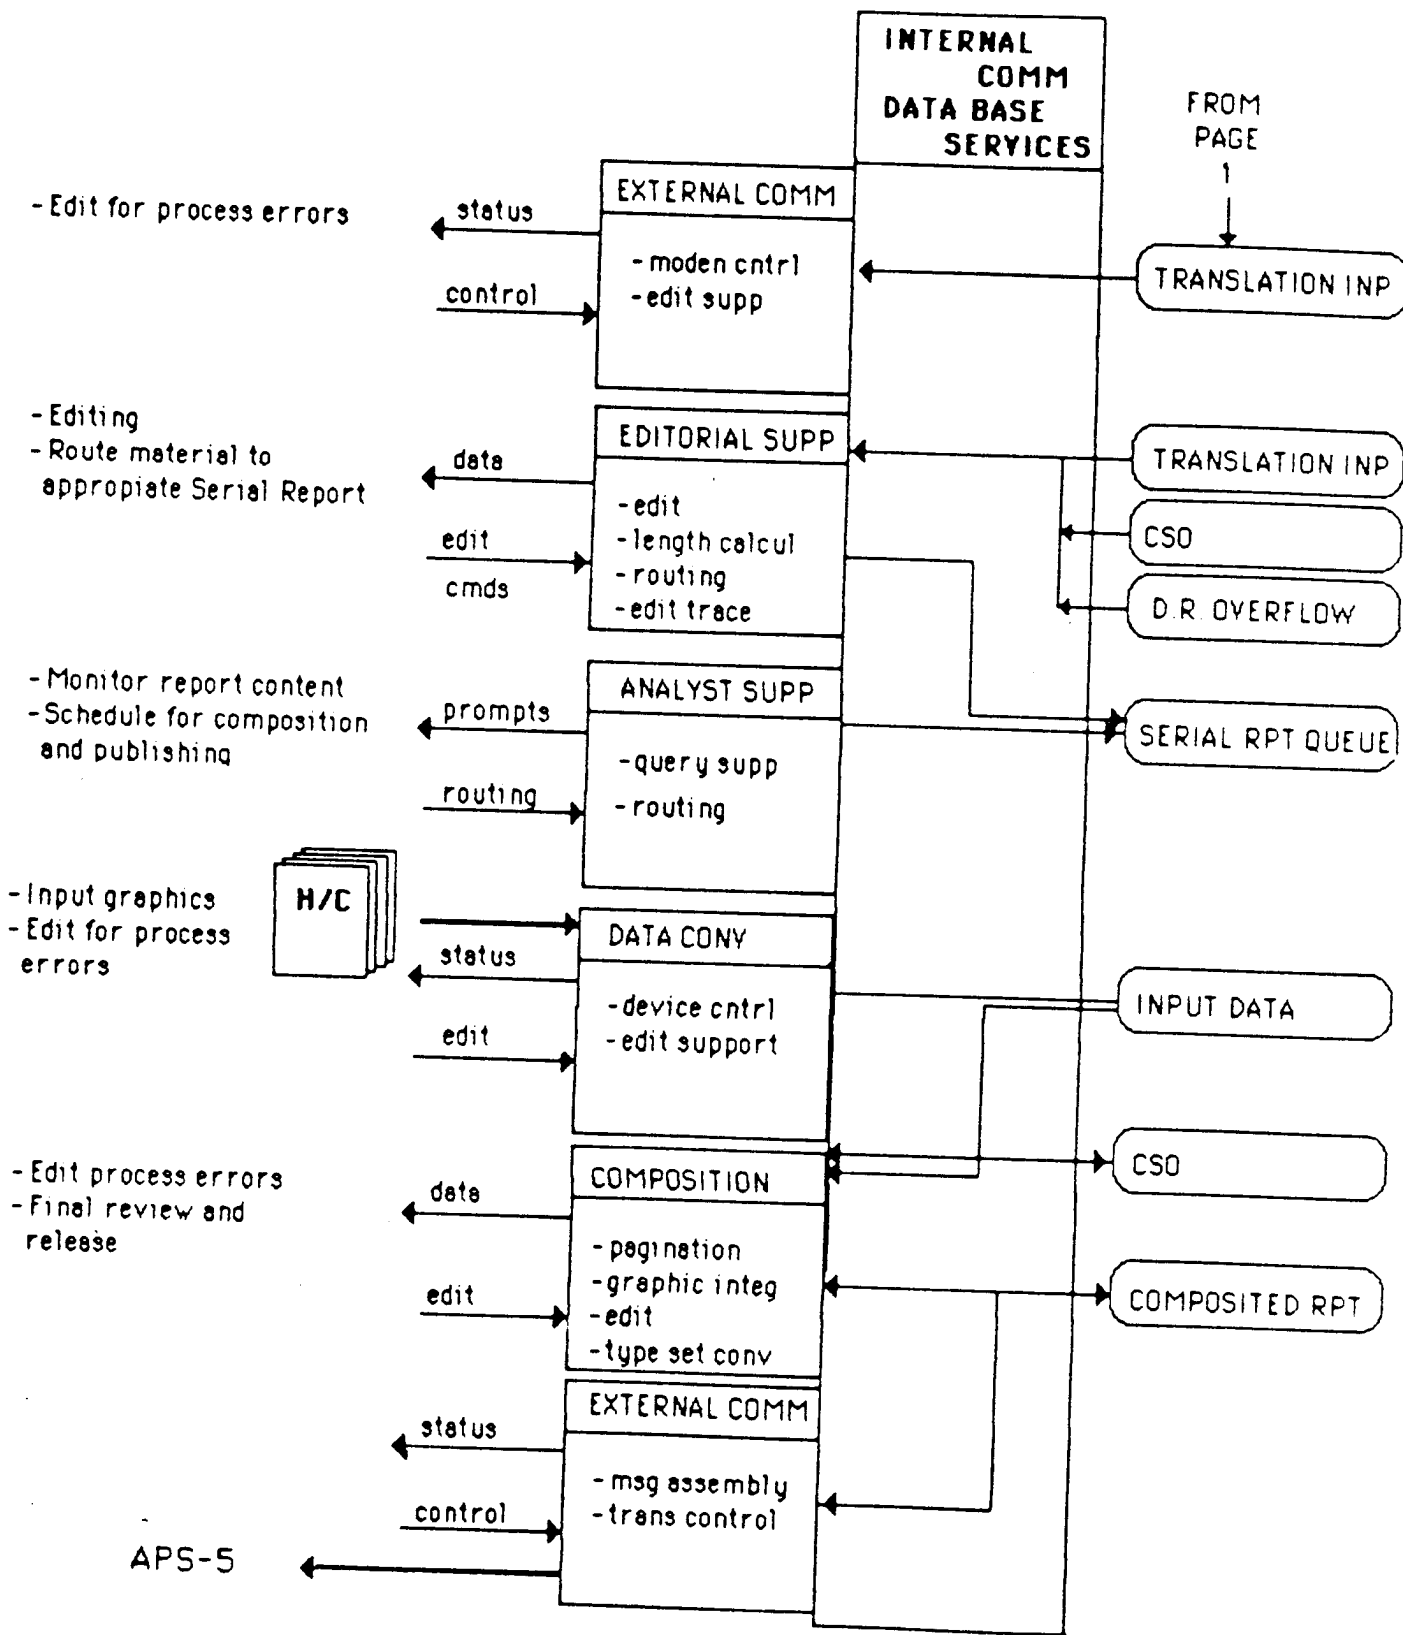 INTERNAL
COMM
DATA BASE
SERVICES
FROM
PAGE
1
- Edit for process errors
status
control
EXTERNAL COMM
- moden cntrl
- edit supp
TRANSLATION INP
- Editing
- Route material to
appropiate Serial Report
data
edit
cmds
EDITORIAL SUPP
- edit
- length calcul
- routing
- edit trace
TRANSLATION INP
CSO
D.R. OVERFLOW
- Monitor report content
- Schedule for composition
and publishing
prompts
routing
ANALYST SUPP
- query supp
- routing
SERIAL RPT QUEUE
- Input graphics
- Edit for process
errors
H/C
status
edit
DATA CONV
- device cntrl
- edit support
INPUT DATA
- Edit process errors
- Final review and
release
data
edit
COMPOSITION
- pagination
- graphic integ
- edit
- type set conv
CSO
COMPOSITED RPT
status
control
EXTERNAL COMM
- msg assembly
- trans control
APS-5